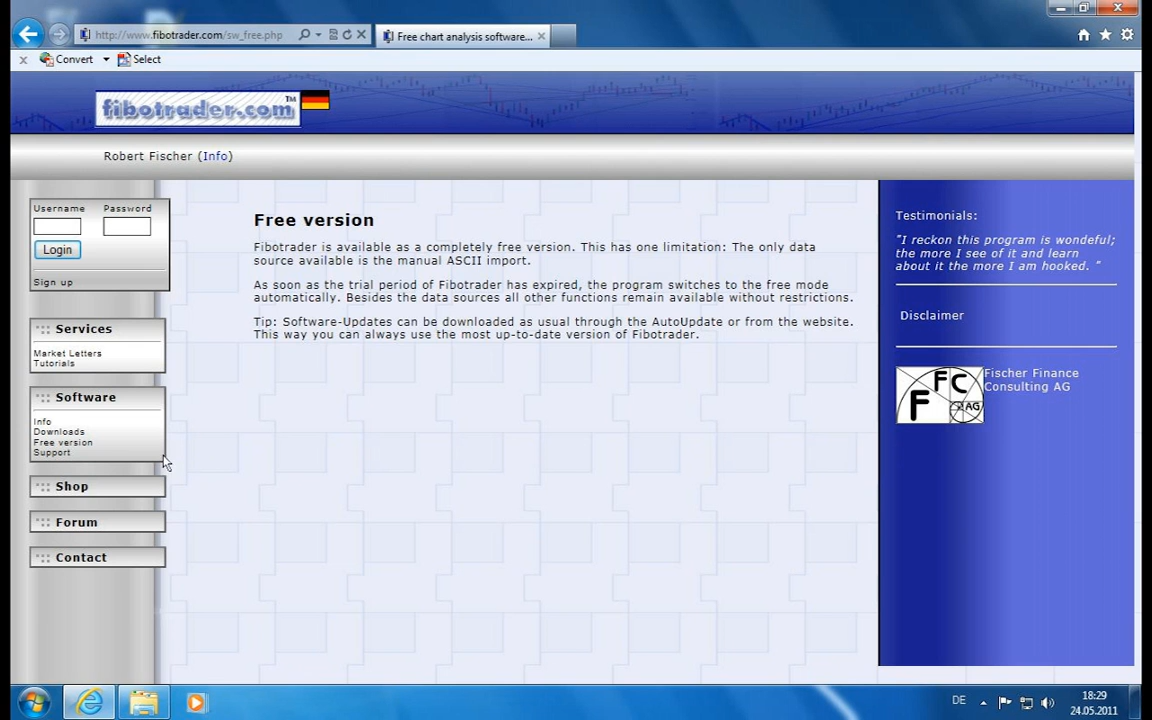 http://www.fibotrader.com/sw_free.php
Free chart analysis software...
Convert
Select
fibotrader.com™
Robert Fischer (Info)
Username
Password
Login
Sign up
Services
Market Letters
Tutorials
Software
Info
Downloads
Free version
Support
Shop
Forum
Contact
Free version
Fibotrader is available as a completely free version. This has one limitation: The only data
source available is the manual ASCII import.
As soon as the trial period of Fibotrader has expired, the program switches to the free mode
automatically. Besides the data sources all other functions remain available without restrictions.
Tip: Software-Updates can be downloaded as usual through the AutoUpdate or from the website.
This way you can always use the most up-to-date version of Fibotrader.
Testimonials:
"I reckon this program is wondeful;
the more I see of it and learn
about it the more I am hooked. "
Disclaimer
F FC AG
Fischer Finance
Consulting AG
DE
18:29
24.05.2011